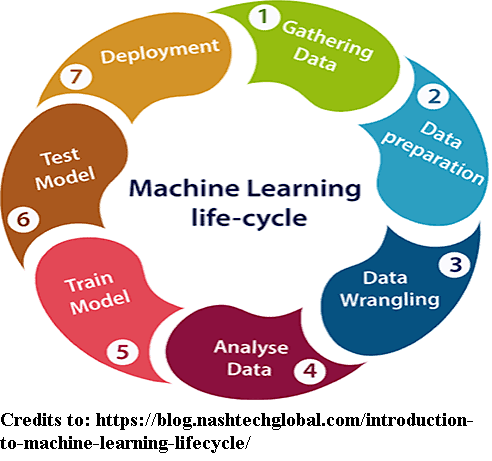 Machine Learning
life-cycle
1
Gathering
Data
2
Data
preparation
3
Data
Wrangling
4
Analyse
Data
5
Train
Model
6
Test
Model
7
Deployment
Credits to: https://blog.nashtechglobal.com/introduction-
to-machine-learning-lifecycle/